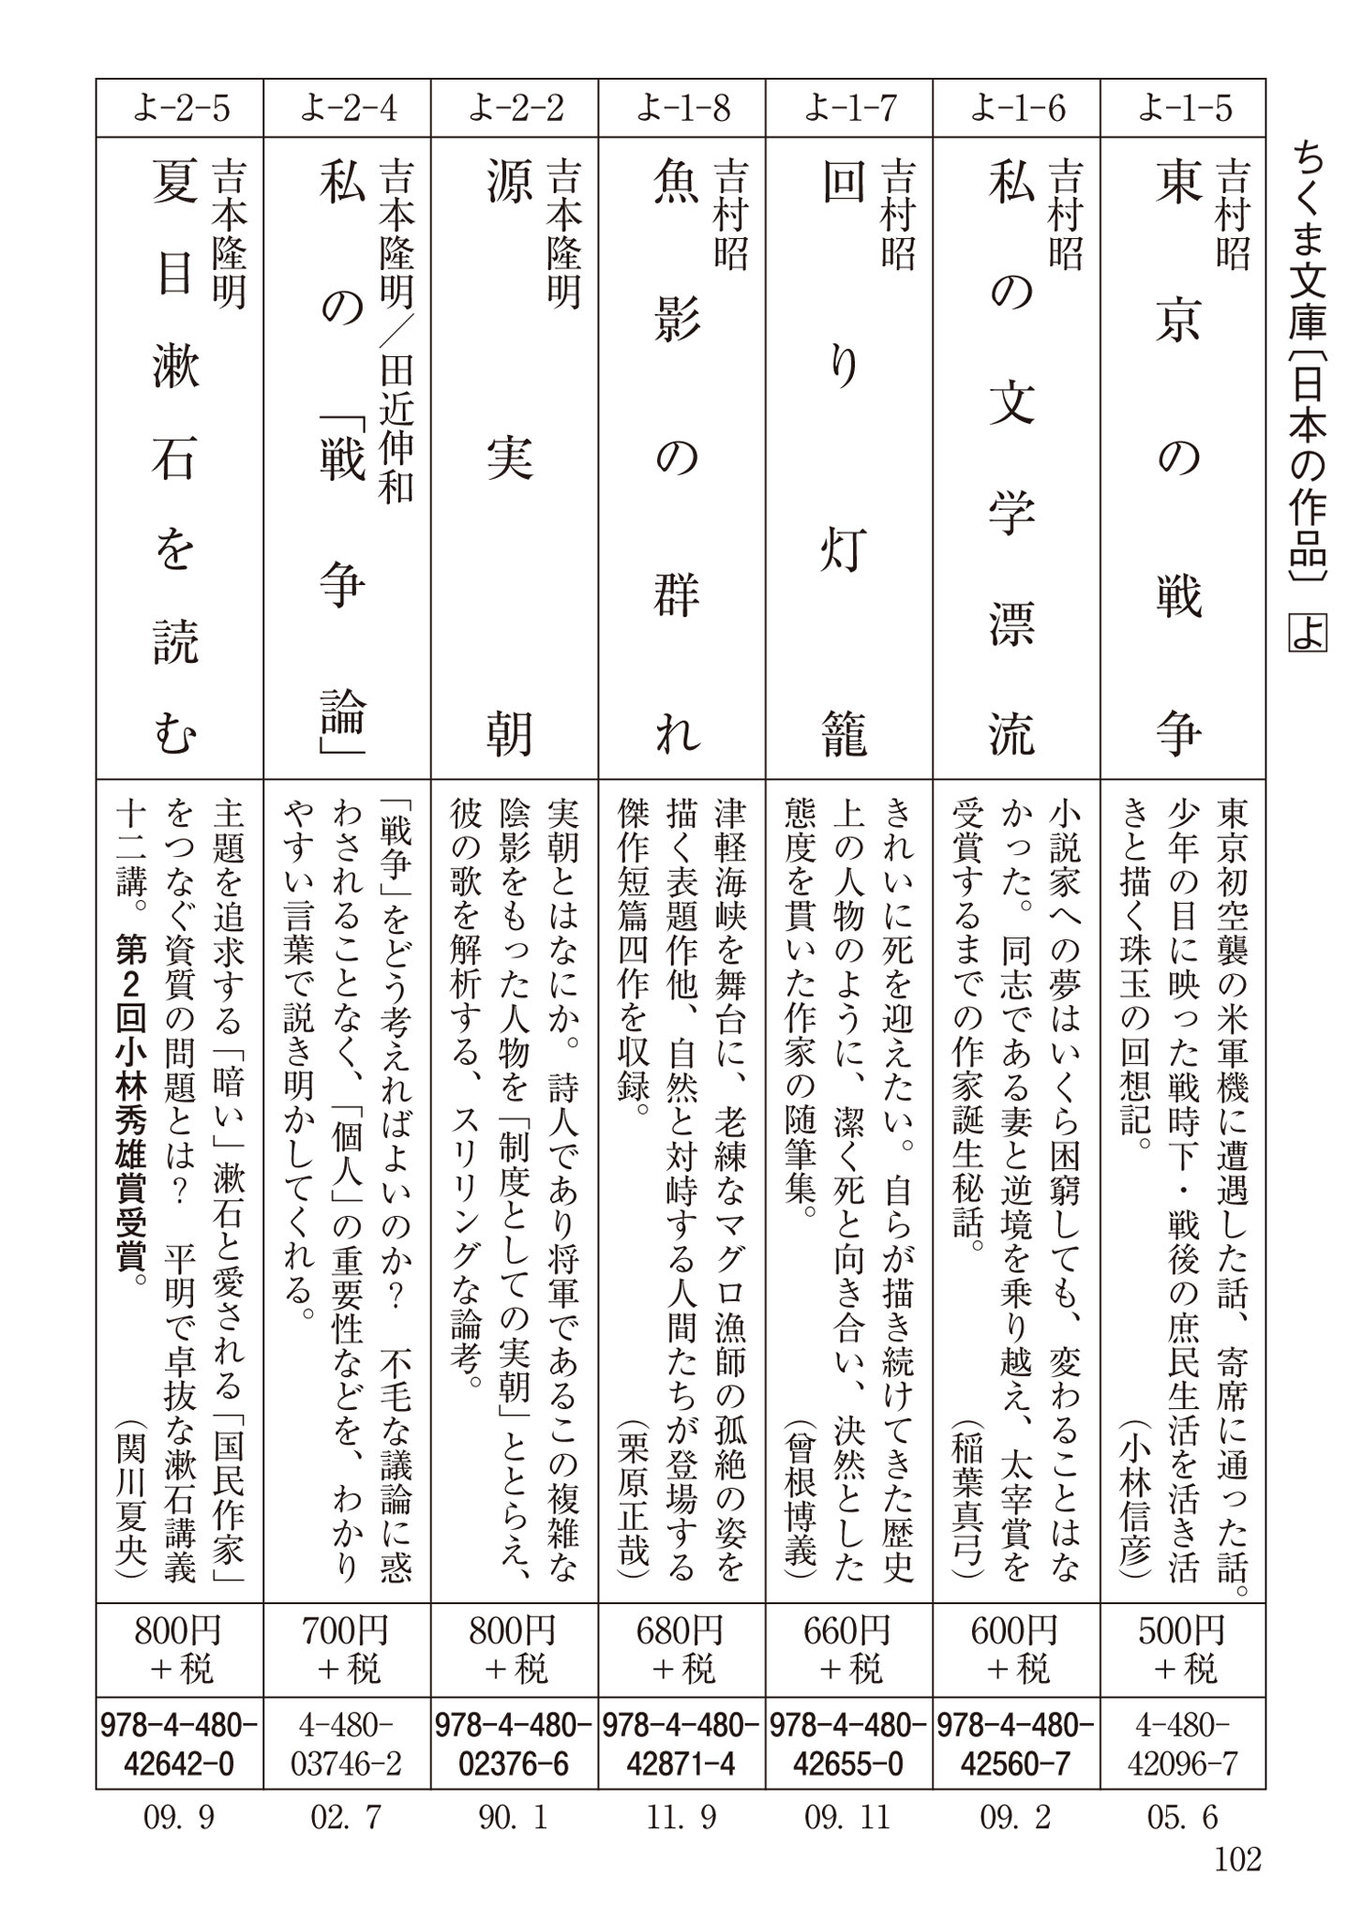 ちくま文庫〔日本の作品〕 よ
よ-1-5
吉村昭
東京の戦争
東京初空襲の米軍機に遭遇した話、寄席に通った話。
少年の目に映った戦時下・戦後の庶民生活を活き活
きと描く珠玉の回想記。 （小林信彦）
500円
+税
4-480-
42096-7
05. 6
よ-1-6
吉村昭
私の文学漂流
小説家への夢はいくら困窮しても、変わることはな
かった。同志である妻と逆境を乗り越え、太宰賞を
受賞するまでの作家誕生秘話。 （稲葉真弓）
600円
+税
978-4-480-
42560-7
09. 2
よ-1-7
吉村昭
回り灯籠
きれいに死を迎えたい。自らが描き続けてきた歴史
上の人物のように、潔く死と向き合い、決然とした
態度を貫いた作家の随筆集。 （曾根博義）
660円
+税
978-4-480-
42655-0
09. 11
よ-1-8
吉村昭
魚影の群れ
津軽海峡を舞台に、老練なマグロ漁師の孤絶の姿を
描く表題作他、自然と対峙する人間たちが登場する
傑作短篇四作を収録。 （栗原正哉）
680円
+税
978-4-480-
42871-4
11. 9
よ-2-2
吉本隆明
源実朝
実朝とはなにか。詩人であり将軍であるこの複雑な
陰影をもった人物を「制度としての実朝」ととらえ、
彼の歌を解析する、スリリングな論考。
800円
+税
978-4-480-
02376-6
90. 1
よ-2-4
吉本隆明／田近伸和
私の「戦争論」
「戦争」をどう考えればよいのか？ 不毛な議論に惑
わされることなく、「個人」の重要性などを、わかり
やすい言葉で説き明かしてくれる。
700円
+税
4-480-
03746-2
02. 7
よ-2-5
吉本隆明
夏目漱石を読む
主題を追求する「暗い」漱石と愛される「国民作家」
をつなぐ資質の問題とは？ 平明で卓抜な漱石講義
十二講。第2回小林秀雄賞受賞。 （関川夏央）
800円
+税
978-4-480-
42642-0
09. 9
102